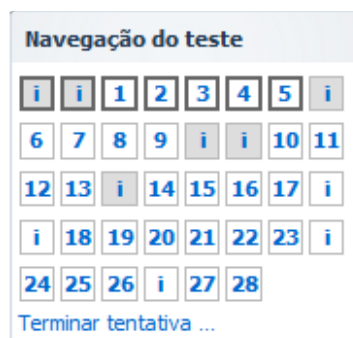 Navegação do teste
i i 1 2 3 4 5 i
6 7 8 9 i i 10 11
12 13 i 14 15 16 17 i
i 18 19 20 21 22 23 i
24 25 26 i 27 28
Terminar tentativa ...